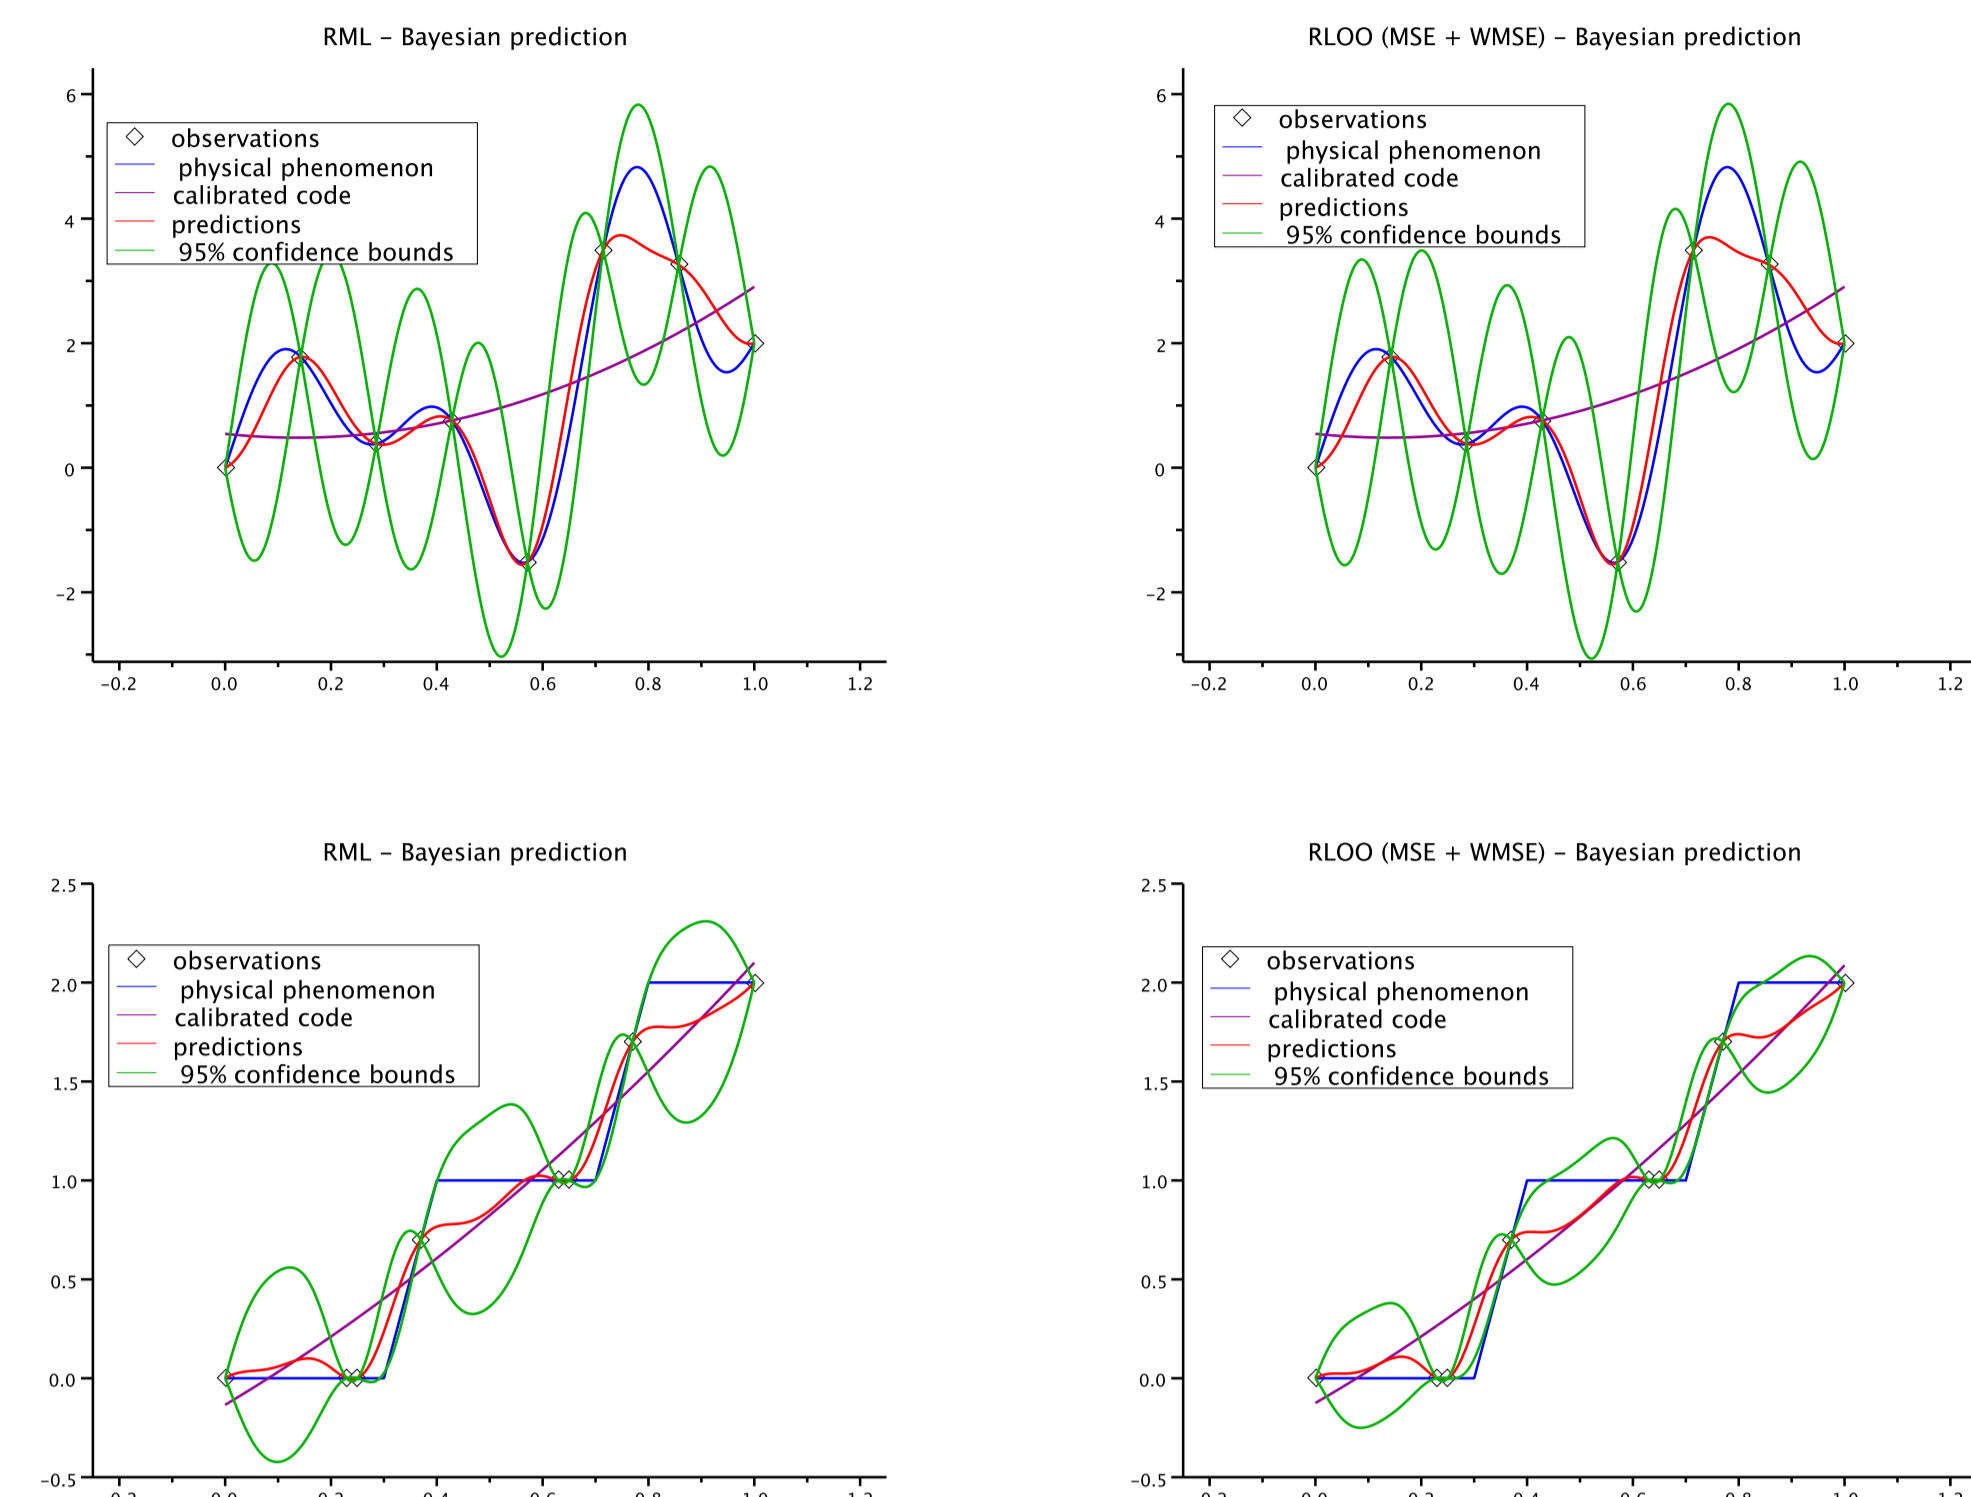 RML – Bayesian prediction
6
4
2
0
−2
observations
physical phenomenon
calibrated code
predictions
95% confidence bounds
−0.2 0.0 0.2 0.4 0.6 0.8 1.0 1.2
RLOO (MSE + WMSE) – Bayesian prediction
6
4
2
0
−2
observations
physical phenomenon
calibrated code
predictions
95% confidence bounds
−0.2 0.0 0.2 0.4 0.6 0.8 1.0 1.2
RML – Bayesian prediction
2.5
2.0
1.5
1.0
0.5
0.0
−0.5
observations
physical phenomenon
calibrated code
predictions
95% confidence bounds
RLOO (MSE + WMSE) – Bayesian prediction
2.5
2.0
1.5
1.0
0.5
0.0
−0.5
observations
physical phenomenon
calibrated code
predictions
95% confidence bounds